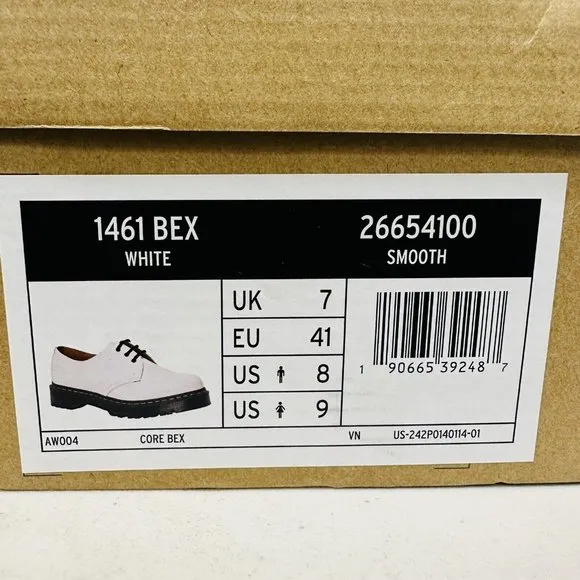 1461 BEX 26654100
WHITE SMOOTH
UK 7
EU 41
US 8
US 9
1 90665 39248 7
AW004 CORE BEX VN US-242P0140114-01